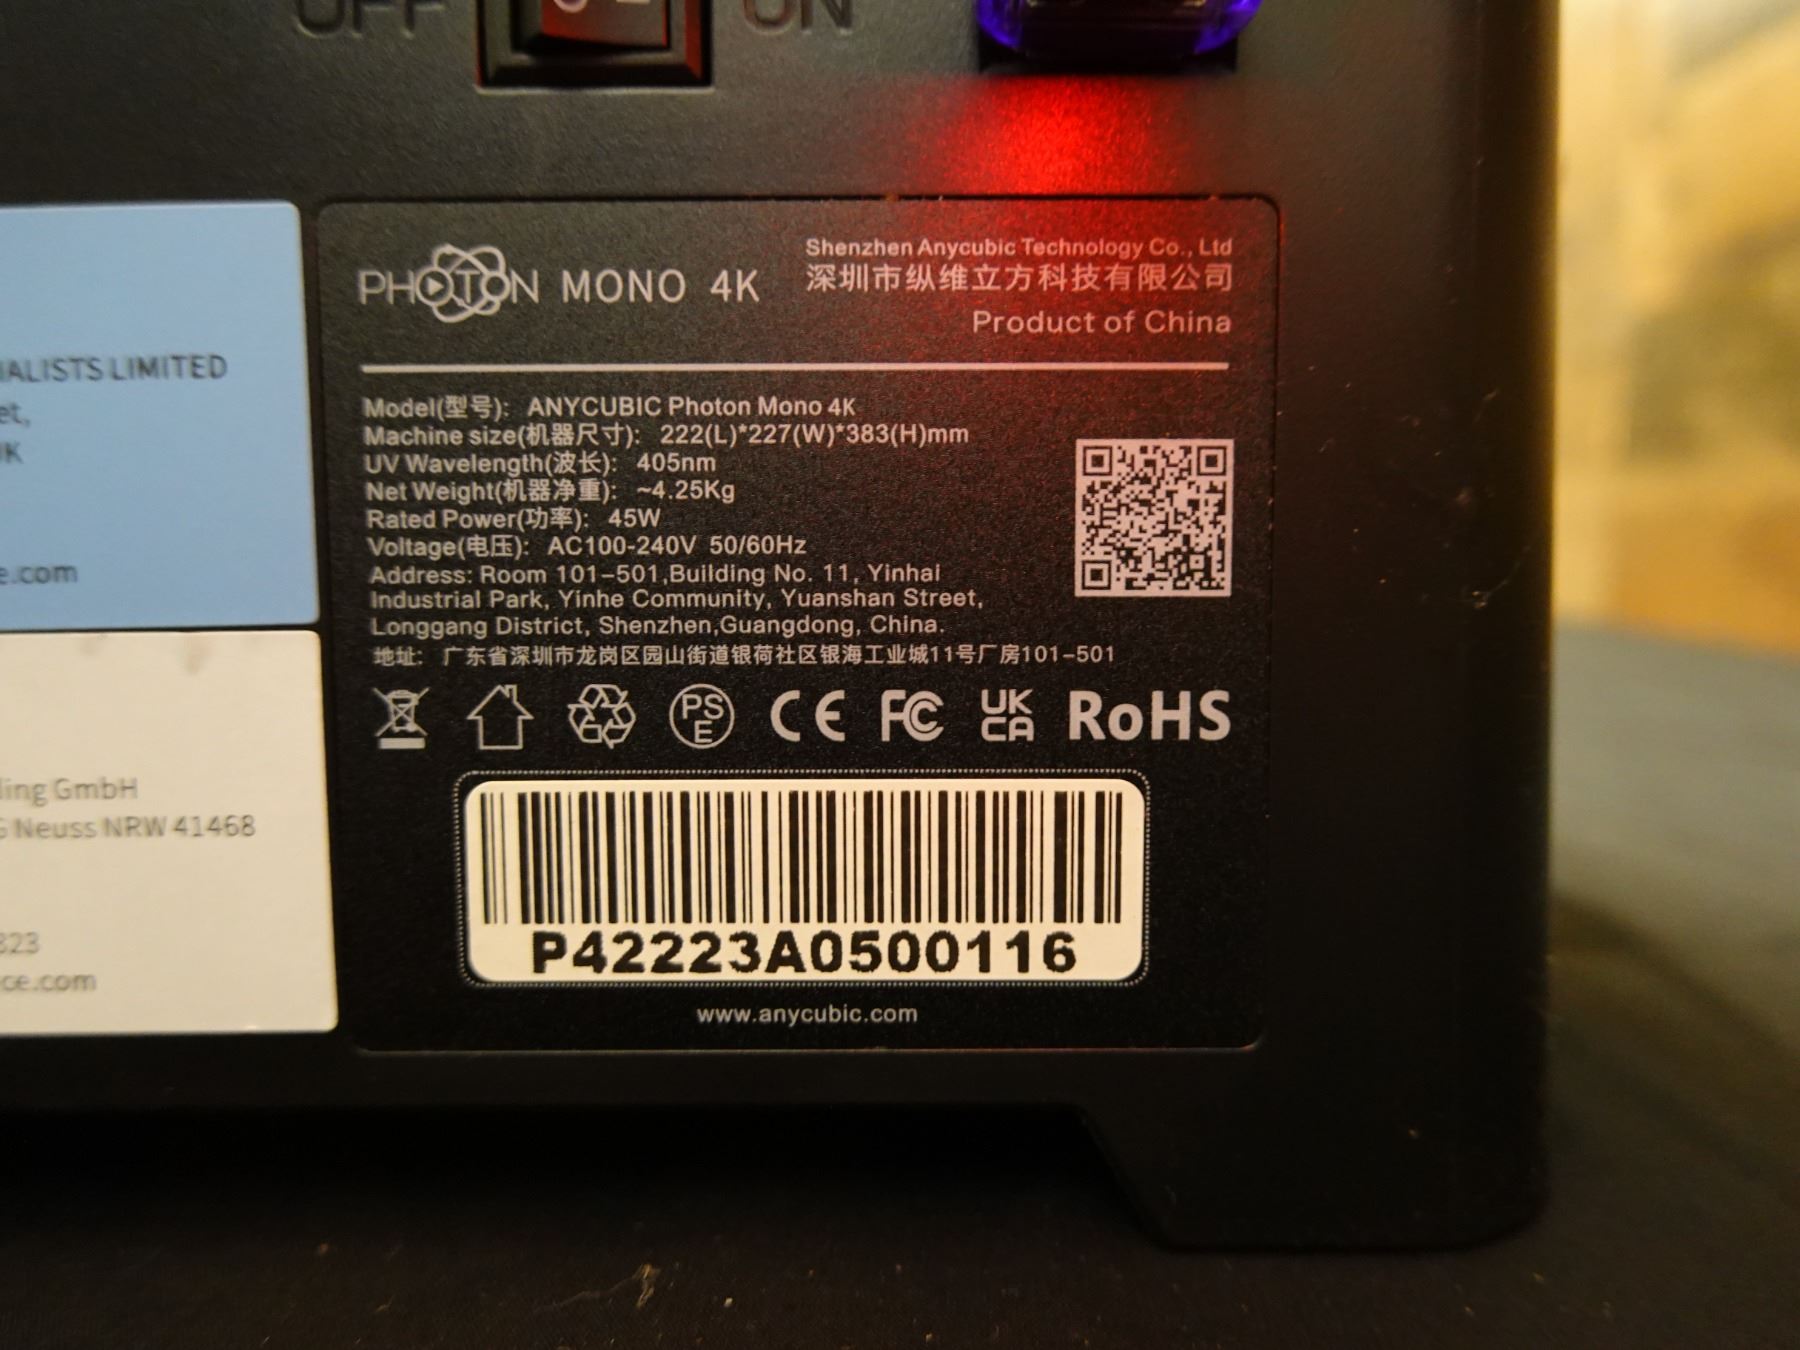 OFF
ON
IALISTS LIMITED
et,
UK
e.com
ling GmbH
G Neuss NRW 41468
323
ce.com
PHOTON MONO 4K
Shenzhen Anycubic Technology Co., Ltd
深圳市纵维立方科技有限公司
Product of China
Model(型号): ANYCUBIC Photon Mono 4K
Machine size(机器尺寸): 222(L)*227(W)*383(H)mm
UV Wavelength(波长): 405nm
Net Weight(机器净重): ~4.25Kg
Rated Power(功率): 45W
Voltage(电压): AC100-240V 50/60Hz
Address: Room 101-501,Building No. 11, Yinhai
Industrial Park, Yinhe Community, Yuanshan Street,
Longgang District, Shenzhen,Guangdong, China.
地址: 广东省深圳市龙岗区园山街道银荷社区银海工业城11号厂房101-501
PS
E
CE FC UK
CA RoHS
P42223A0500116
www.anycubic.com